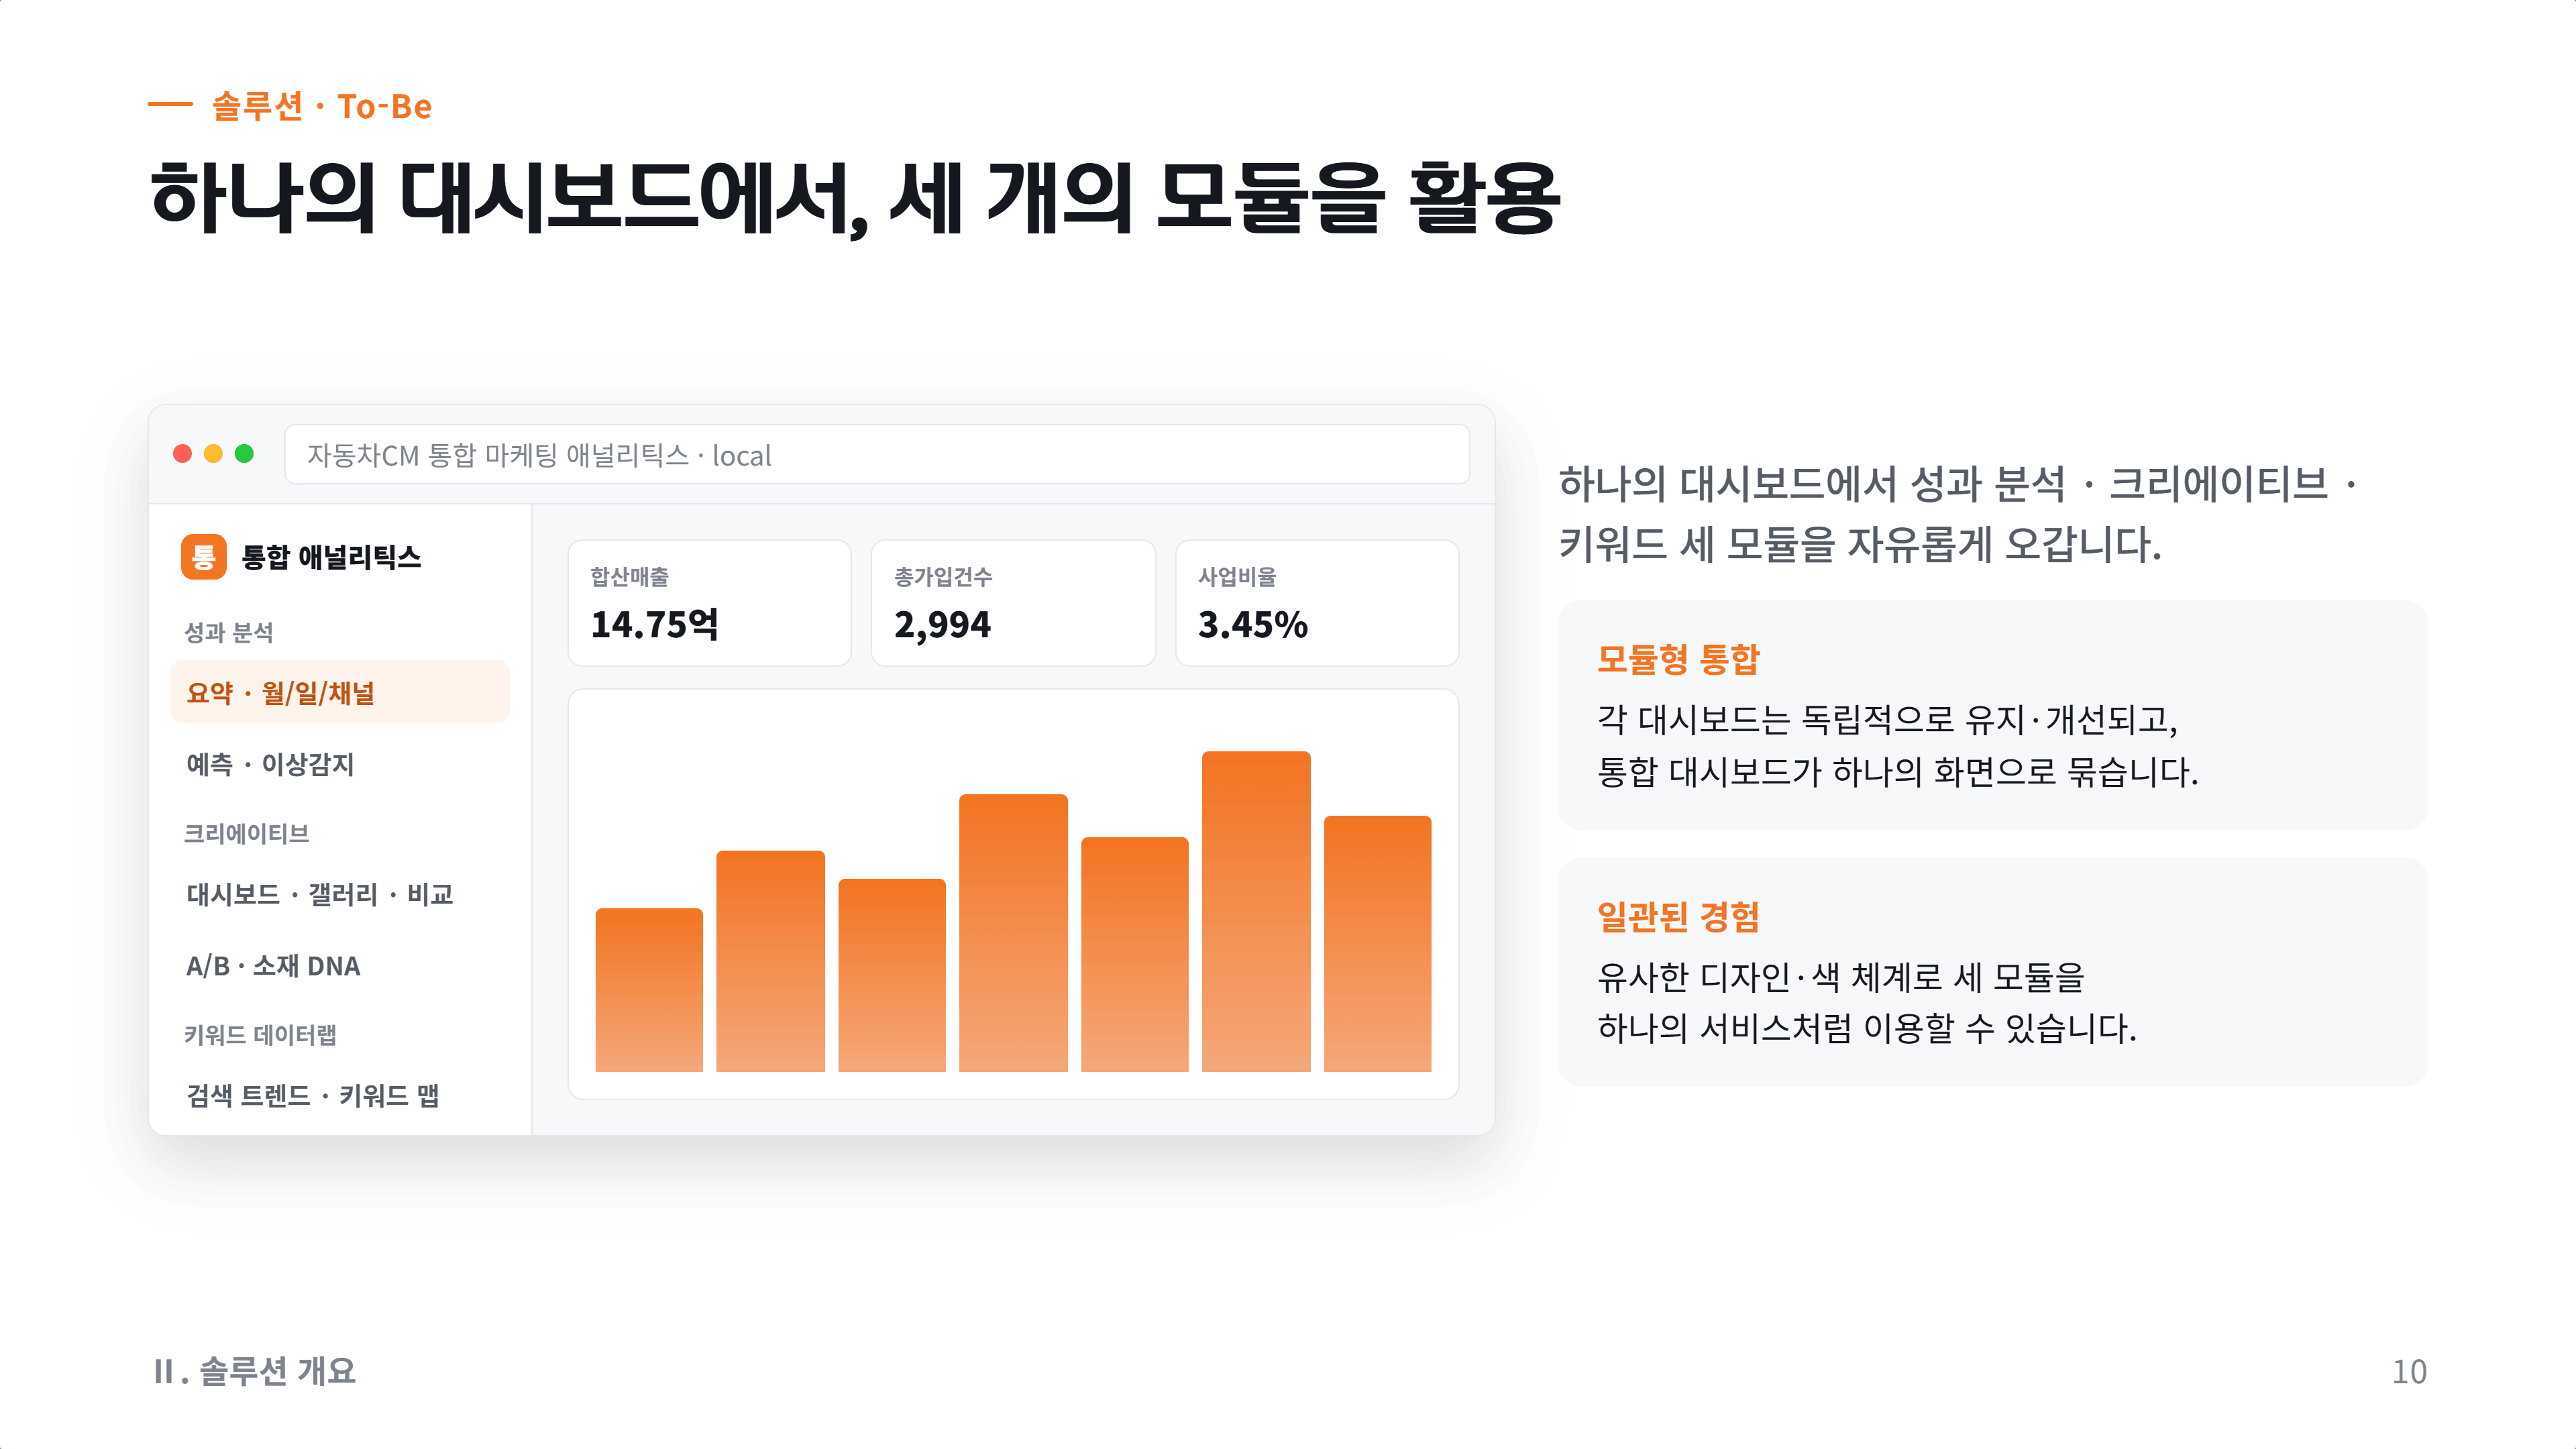 솔루션 · To-Be
하나의 대시보드에서, 세 개의 모듈을 활용
자동차CM 통합 마케팅 애널리틱스 · local
통 통합 애널리틱스
성과 분석
요약 · 월/일/채널
예측 · 이상감지
크리에이티브
대시보드 · 갤러리 · 비교
A/B · 소재 DNA
키워드 데이터랩
검색 트렌드 · 키워드 맵
합산매출
14.75억
총가입건수
2,994
사업비율
3.45%
하나의 대시보드에서 성과 분석 · 크리에이티브 ·
키워드 세 모듈을 자유롭게 오갑니다.
모듈형 통합
각 대시보드는 독립적으로 유지·개선되고,
통합 대시보드가 하나의 화면으로 묶습니다.
일관된 경험
유사한 디자인·색 체계로 세 모듈을
하나의 서비스처럼 이용할 수 있습니다.
II. 솔루션 개요
10